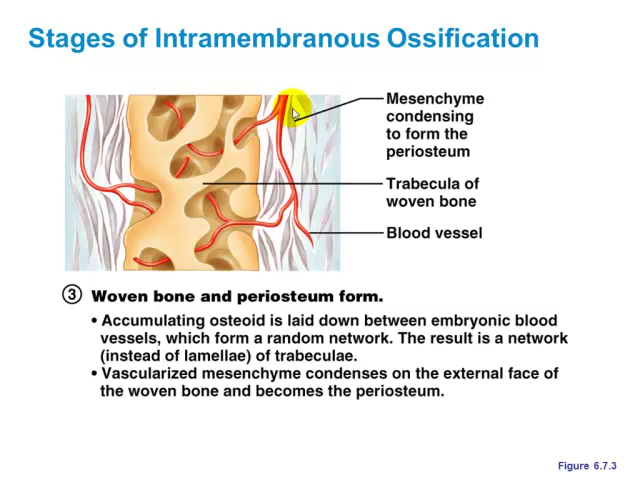 Stages of Intramembranous Ossification
Mesenchyme
condensing
to form the
periosteum
Trabecula of
woven bone
Blood vessel
③ Woven bone and periosteum form.
• Accumulating osteoid is laid down between embryonic blood
vessels, which form a random network. The result is a network
(instead of lamellae) of trabeculae.
• Vascularized mesenchyme condenses on the external face of
the woven bone and becomes the periosteum.
Figure 6.7.3